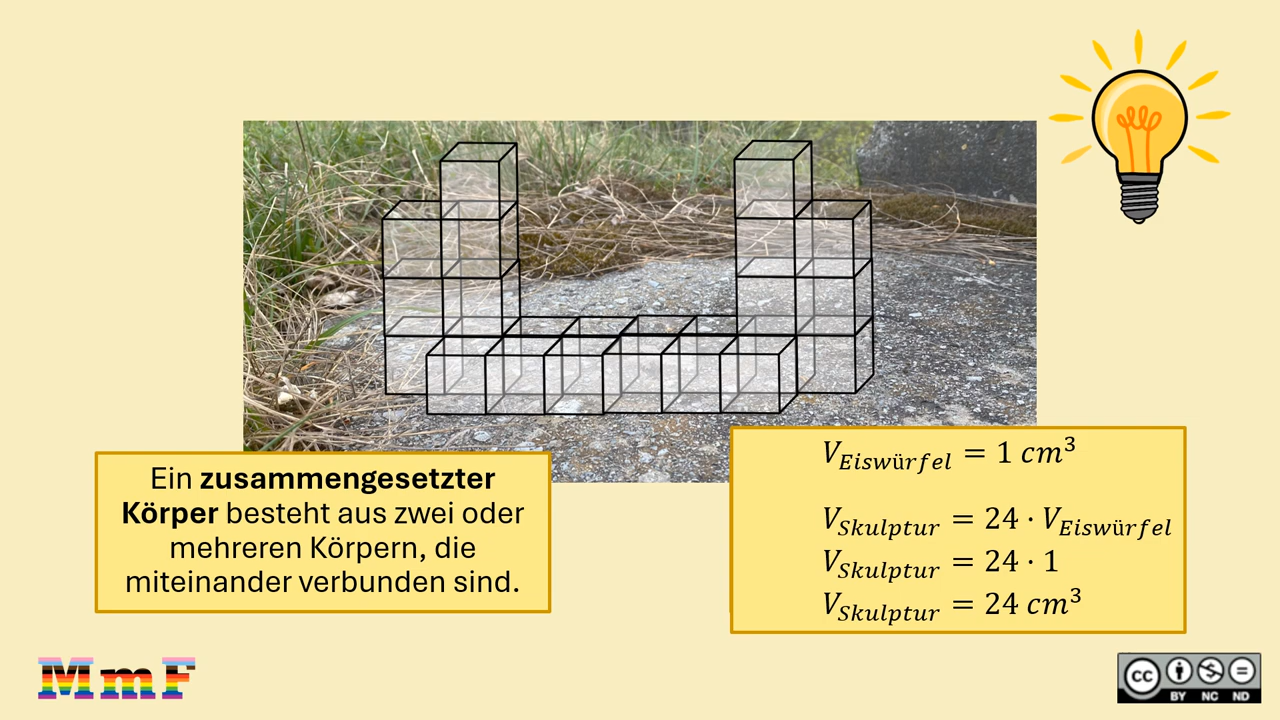 Ein zusammengesetzter
Körper besteht aus zwei oder
mehreren Körpern, die
miteinander verbunden sind.
V_Eiswürfel = 1 cm³
V_Skulptur = 24 · V_Eiswürfel
V_Skulptur = 24 · 1
V_Skulptur = 24 cm³
MmF
cc
BY NC ND